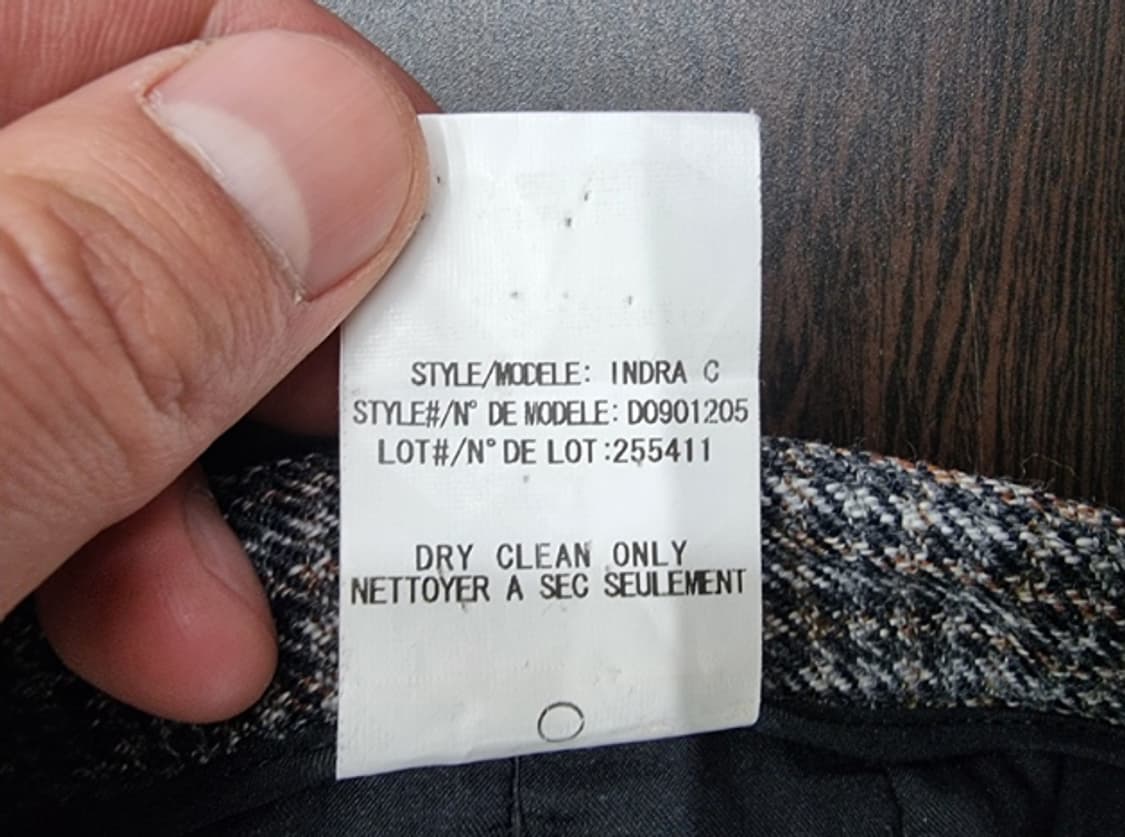 STYLE/MODELE: INDRA C
STYLE#/N° DE MODELE: D0901205
LOT#/N° DE LOT :255411
DRY CLEAN ONLY
NETTOYER A SEC SEULEMENT